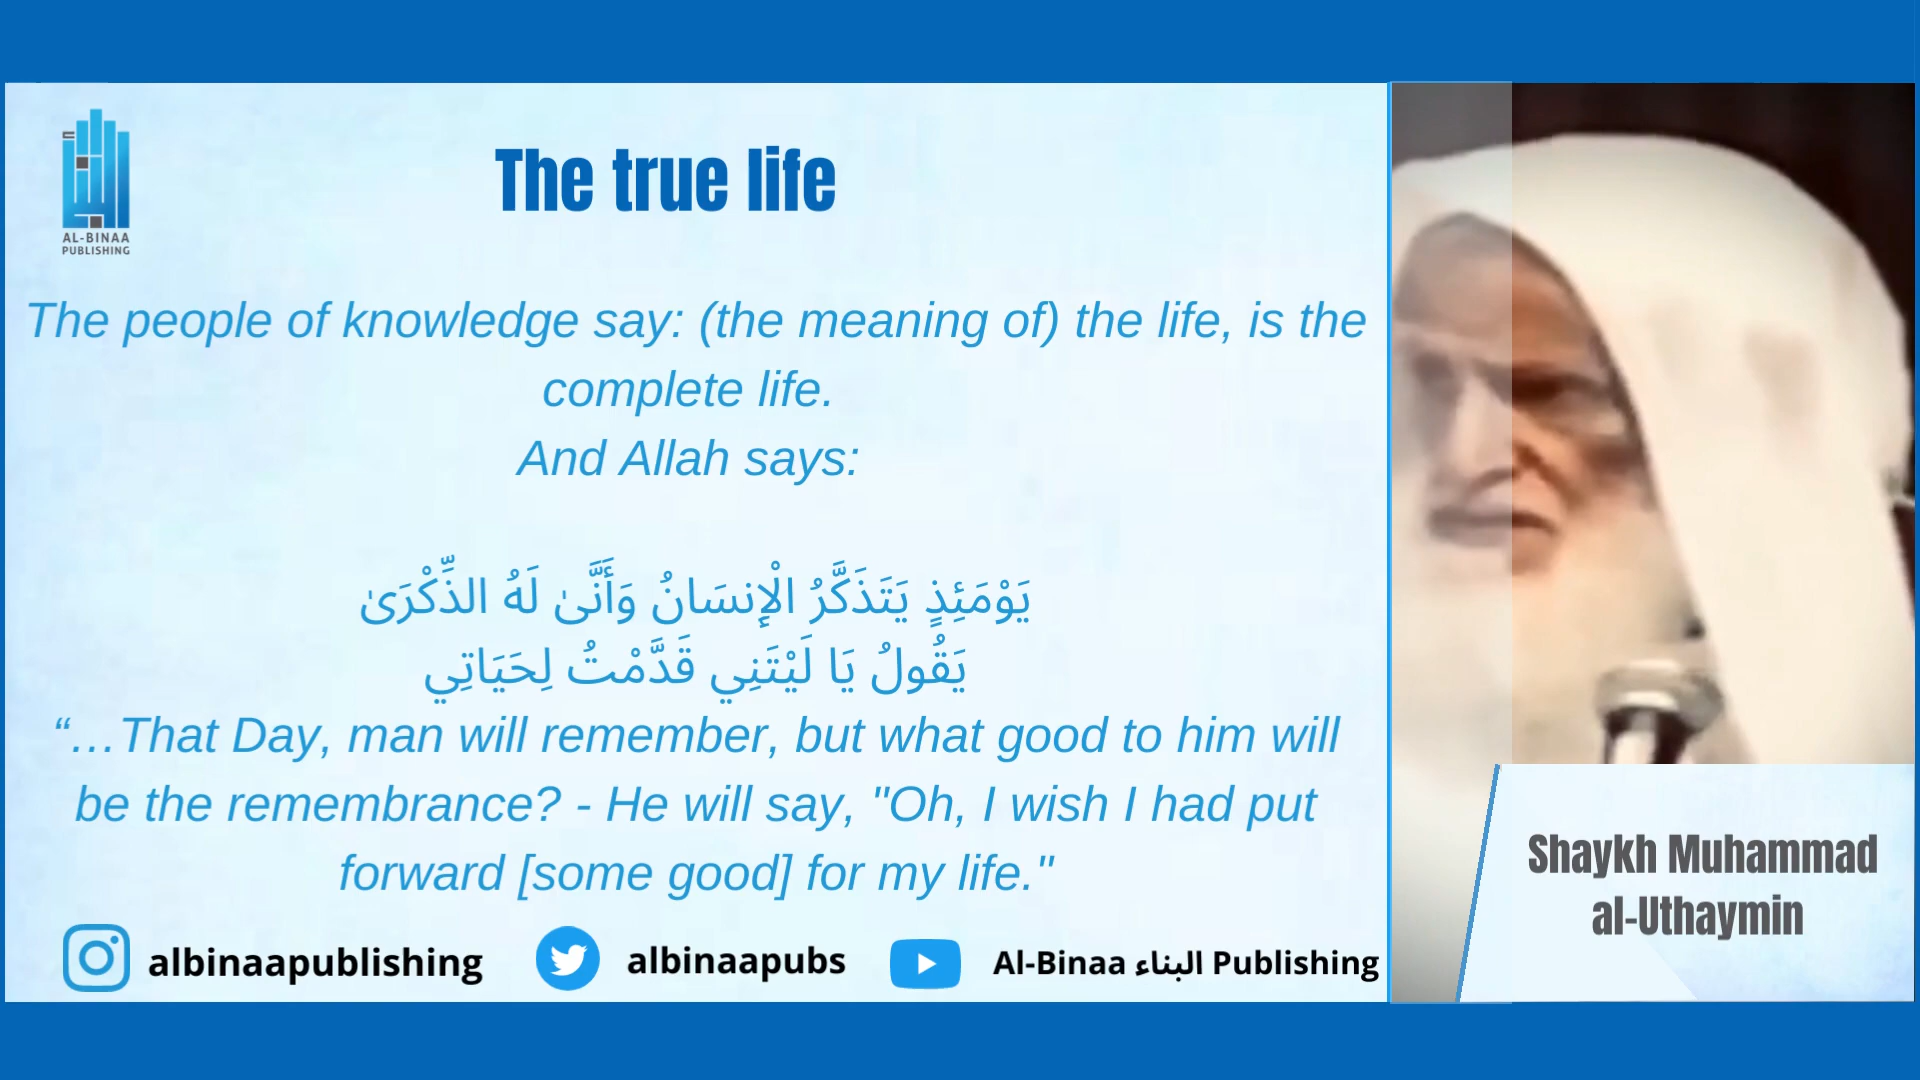 AL-BINAA
PUBLISHING
The true life
The people of knowledge say: (the meaning of) the life, is the
complete life.
And Allah says:
يَوْمَئِذٍ يَتَذَكَّرُ الْإِنسَانُ وَأَنَّىٰ لَهُ الذِّكْرَىٰ
يَقُولُ يَا لَيْتَنِي قَدَّمْتُ لِحَيَاتِي
“...That Day, man will remember, but what good to him will
be the remembrance? - He will say, "Oh, I wish I had put
forward [some good] for my life."
albinaapublishing
albinaapubs
Al-Binaa البناء Publishing
Shaykh Muhammad
al-Uthaymin